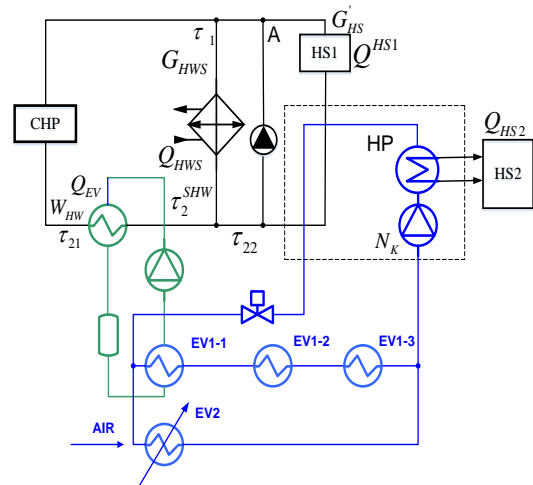 τ1 A G'HS
GHWS HS1 QHS1
CHP
QHWS HP QHS2
QEV HS2
WHW τ2SHW
τ21 τ22 NK
EV1-1 EV1-2 EV1-3
EV2
AIR